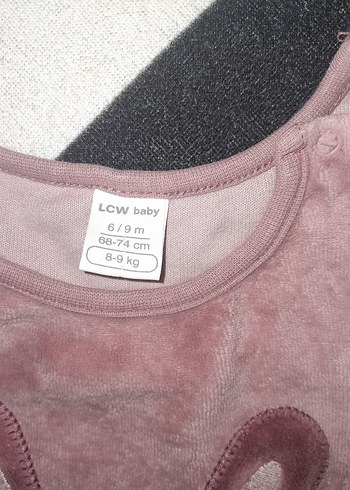 LCW baby
6 / 9 m
68-74 cm
8-9 kg